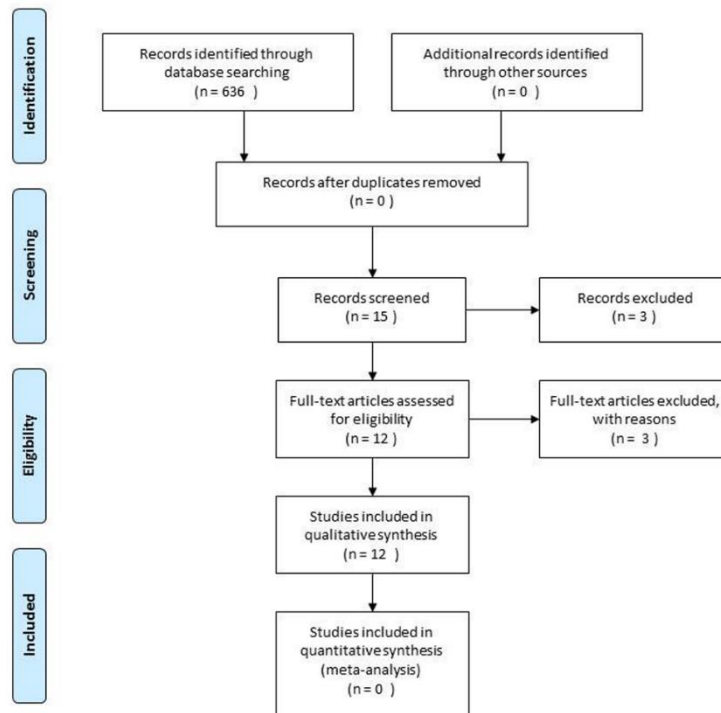 Identification
Records identified through
database searching
(n = 636 )
Additional records identified
through other sources
(n = 0 )
Records after duplicates removed
(n = 0 )
Screening
Records screened
(n = 15 )
Records excluded
(n = 3 )
Eligibility
Full-text articles assessed
for eligibility
(n = 12 )
Full-text articles excluded,
with reasons
(n = 3 )
Studies included in
qualitative synthesis
(n = 12 )
Included
Studies included in
quantitative synthesis
(meta-analysis)
(n = 0 )